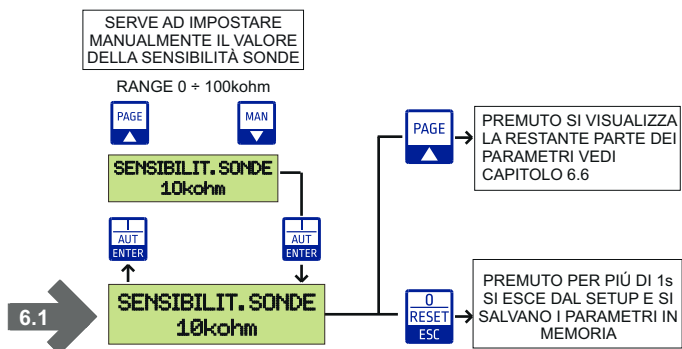 SERVE AD IMPOSTARE
MANUALMENTE IL VALORE
DELLA SENSIBILITÀ SONDE
RANGE 0 ÷ 100kohm
PAGE
MAN
SENSIBILIT.SONDE
10kohm
I
AUT
ENTER
I
AUT
ENTER
6.1
SENSIBILIT.SONDE
10kohm
PAGE
PREMUTO SI VISUALIZZA
LA RESTANTE PARTE DEI
PARAMETRI VEDI
CAPITOLO 6.6
0
RESET
ESC
PREMUTO PER PIÚ DI 1s
SI ESCE DAL SETUP E SI
SALVANO I PARAMETRI IN
MEMORIA